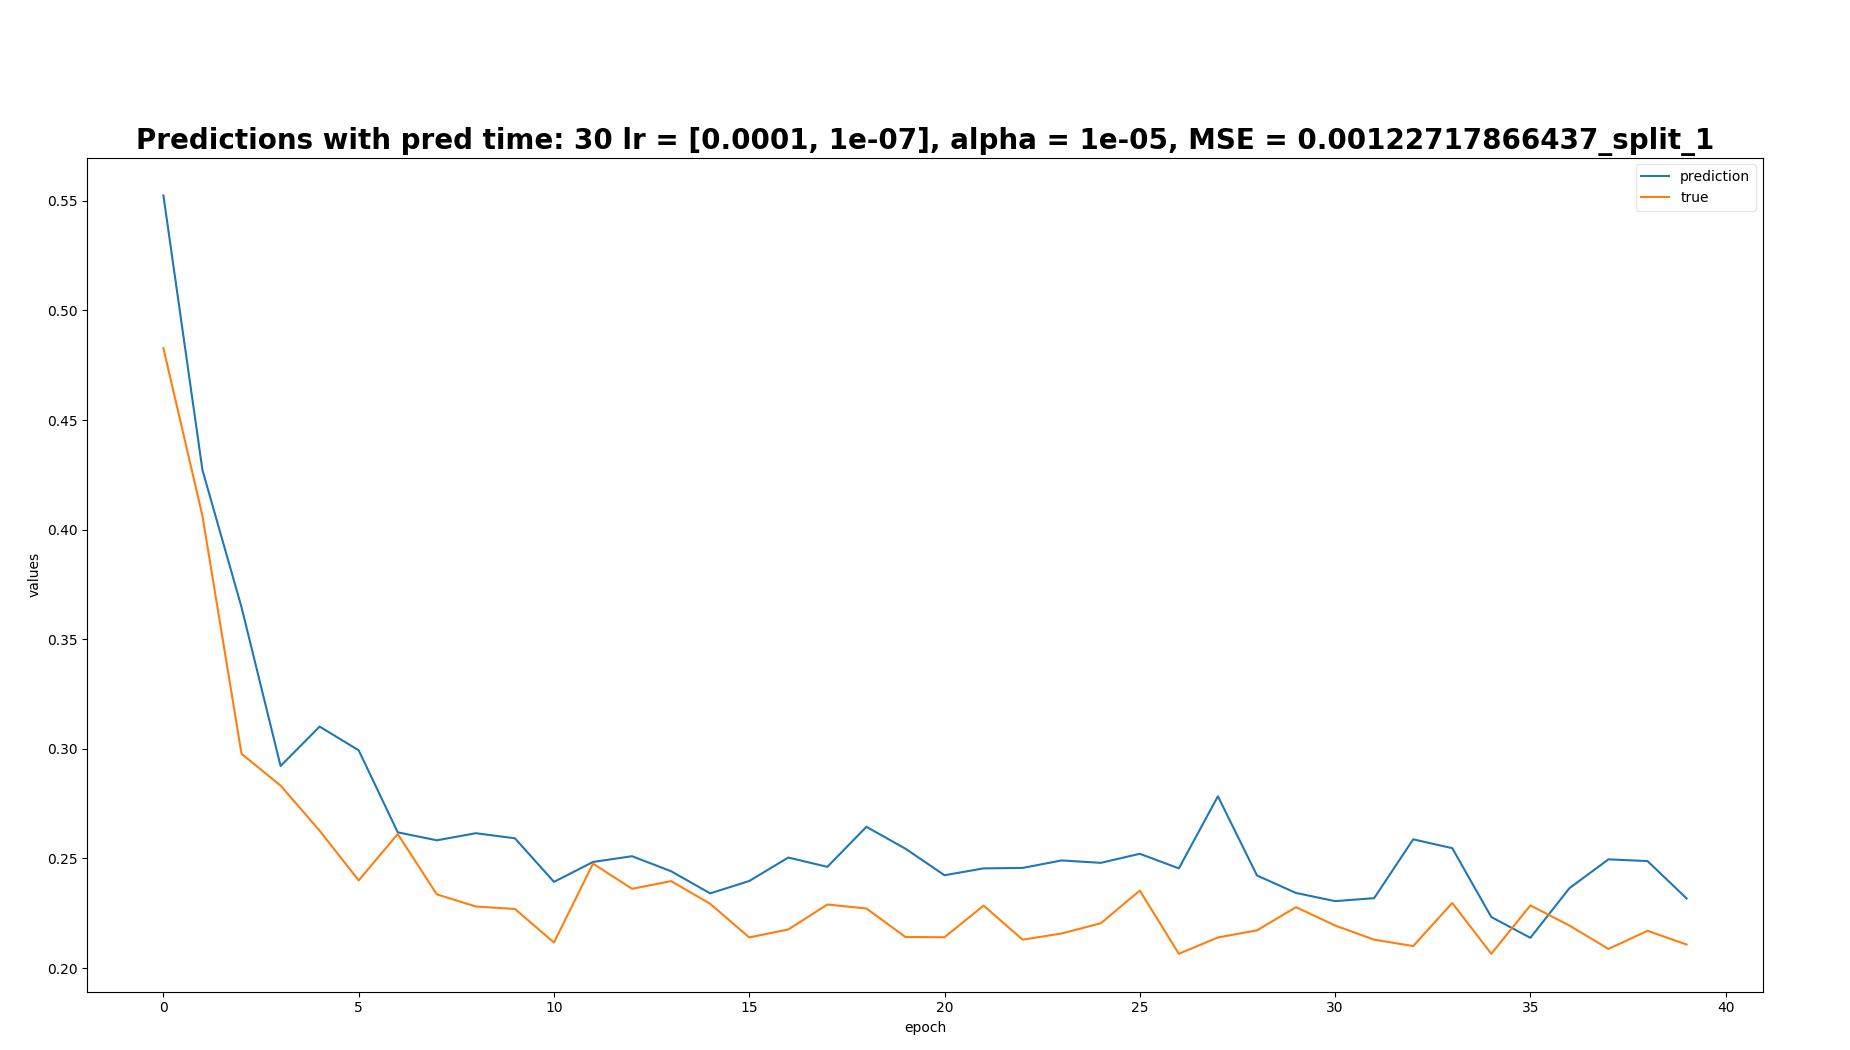 Predictions with pred time: 30 lr = [0.0001, 1e-07], alpha = 1e-05, MSE = 0.00122717866437_split_1
prediction
true
0.55
0.50
0.45
0.40
0.35
0.30
0.25
0.20
values
0 5 10 15 20 25 30 35 40
epoch